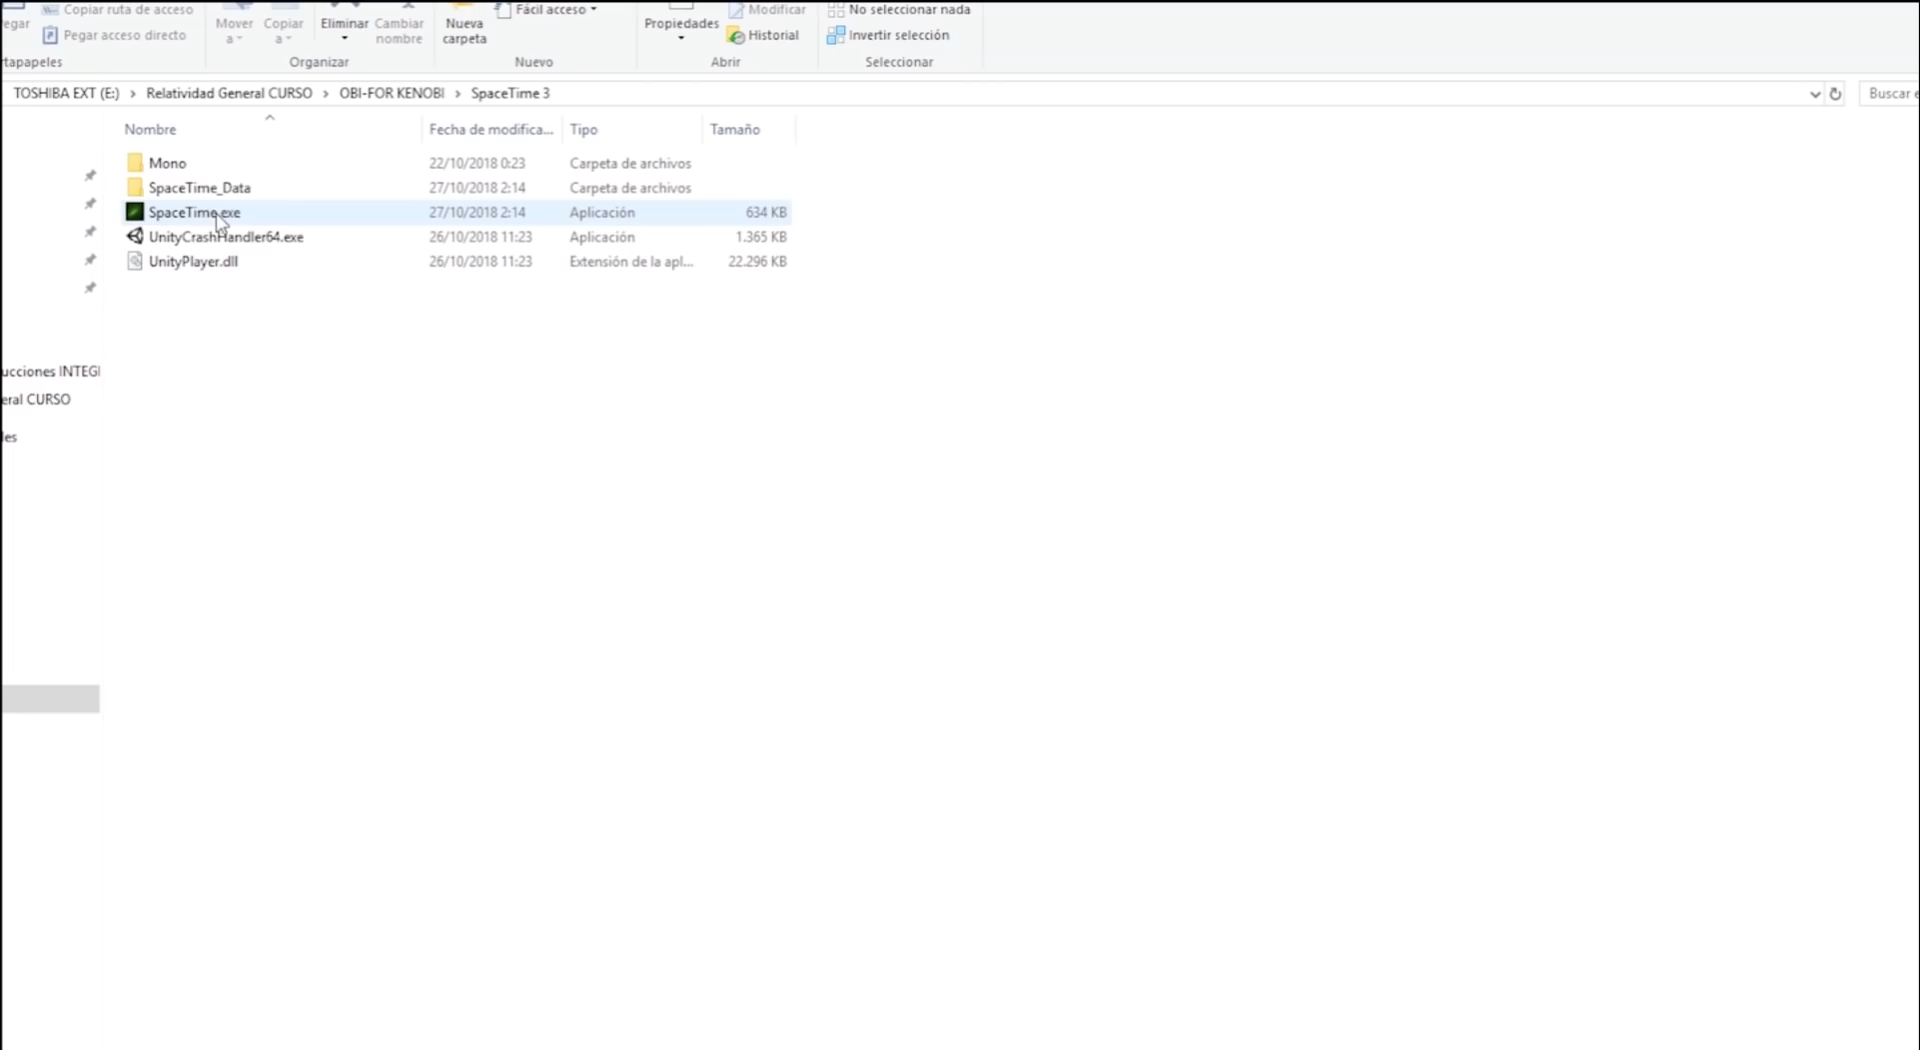 egar
Copiar ruta de acceso
Pegar acceso directo
rtapapeles
Mover a
Copiar a
Eliminar
Cambiar nombre
Organizar
Nueva carpeta
Fácil acceso
Nuevo
Propiedades
Modificar
Historial
Abrir
No seleccionar nada
Invertir selección
Seleccionar
TOSHIBA EXT (E:) › Relatividad General CURSO › OBI-FOR KENOBI › SpaceTime 3
Buscar e
Nombre Fecha de modifica... Tipo Tamaño
Mono 22/10/2018 0:23 Carpeta de archivos
SpaceTime_Data 27/10/2018 2:14 Carpeta de archivos
SpaceTime.exe 27/10/2018 2:14 Aplicación 634 KB
UnityCrashHandler64.exe 26/10/2018 11:23 Aplicación 1.365 KB
UnityPlayer.dll 26/10/2018 11:23 Extensión de la apl... 22.296 KB
ucciones INTEGI
eral CURSO
les